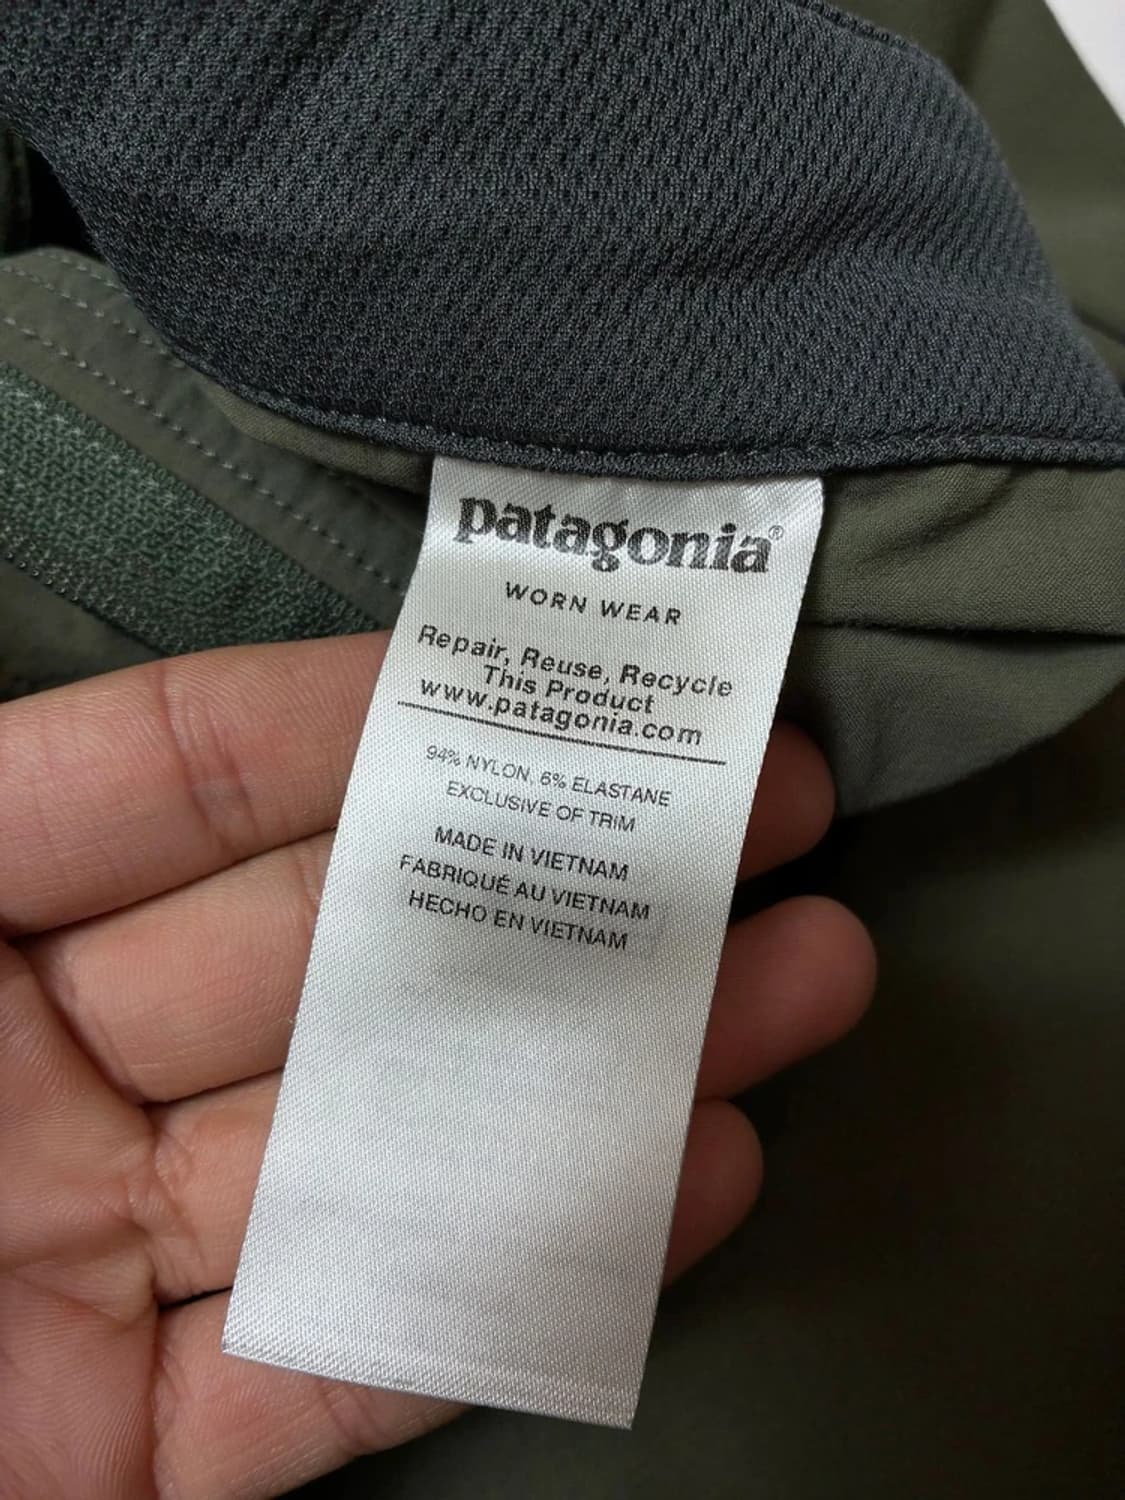 patagonia®
WORN WEAR
Repair, Reuse, Recycle
This Product
www.patagonia.com
94% NYLON, 6% ELASTANE
EXCLUSIVE OF TRIM
MADE IN VIETNAM
FABRIQUÉ AU VIETNAM
HECHO EN VIETNAM